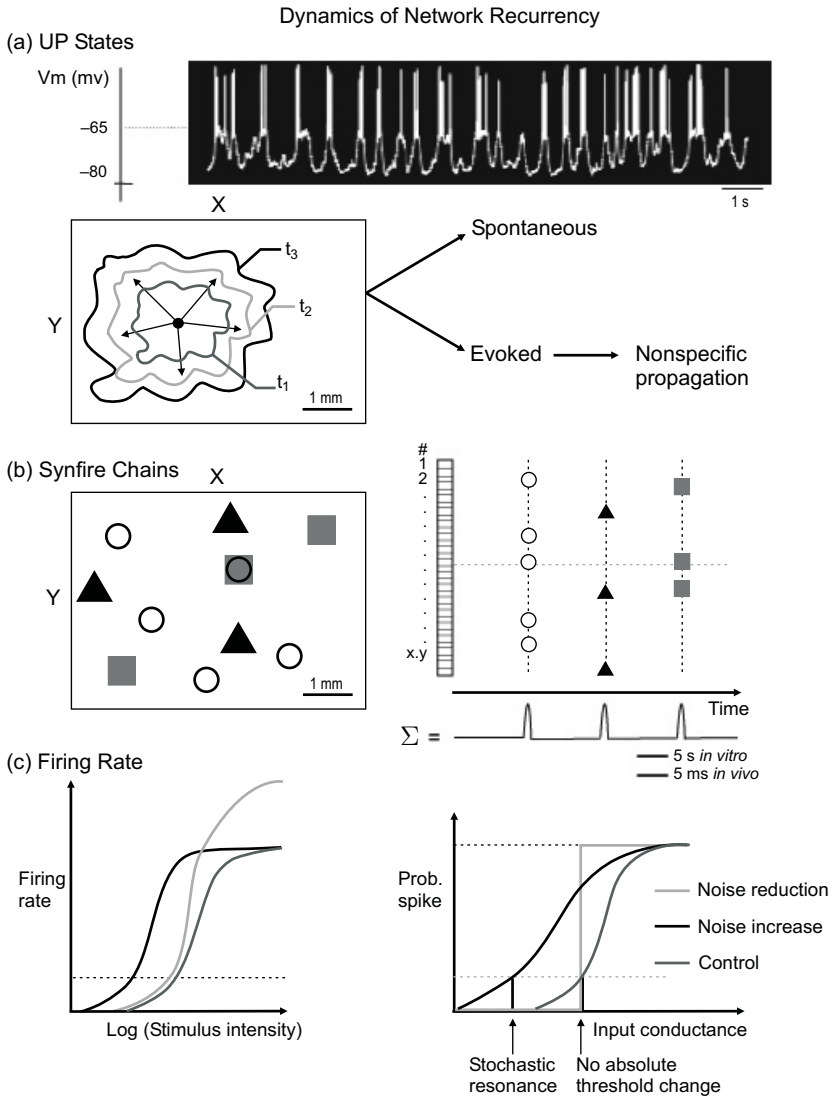 Dynamics of Network Recurrency
(a) UP States
Vm (mv)
–65
–80
1 s
X
Y
t3
t2
t1
1 mm
Spontaneous
Evoked
Nonspecific
propagation
(b) Synfire Chains
X
Y
1 mm
#
1
2
.
.
.
.
.
.
.
x.y
Time
Σ =
5 s in vitro
5 ms in vivo
(c) Firing Rate
Firing
rate
Log (Stimulus intensity)
Prob.
spike
Noise reduction
Noise increase
Control
Input conductance
Stochastic
resonance
No absolute
threshold change